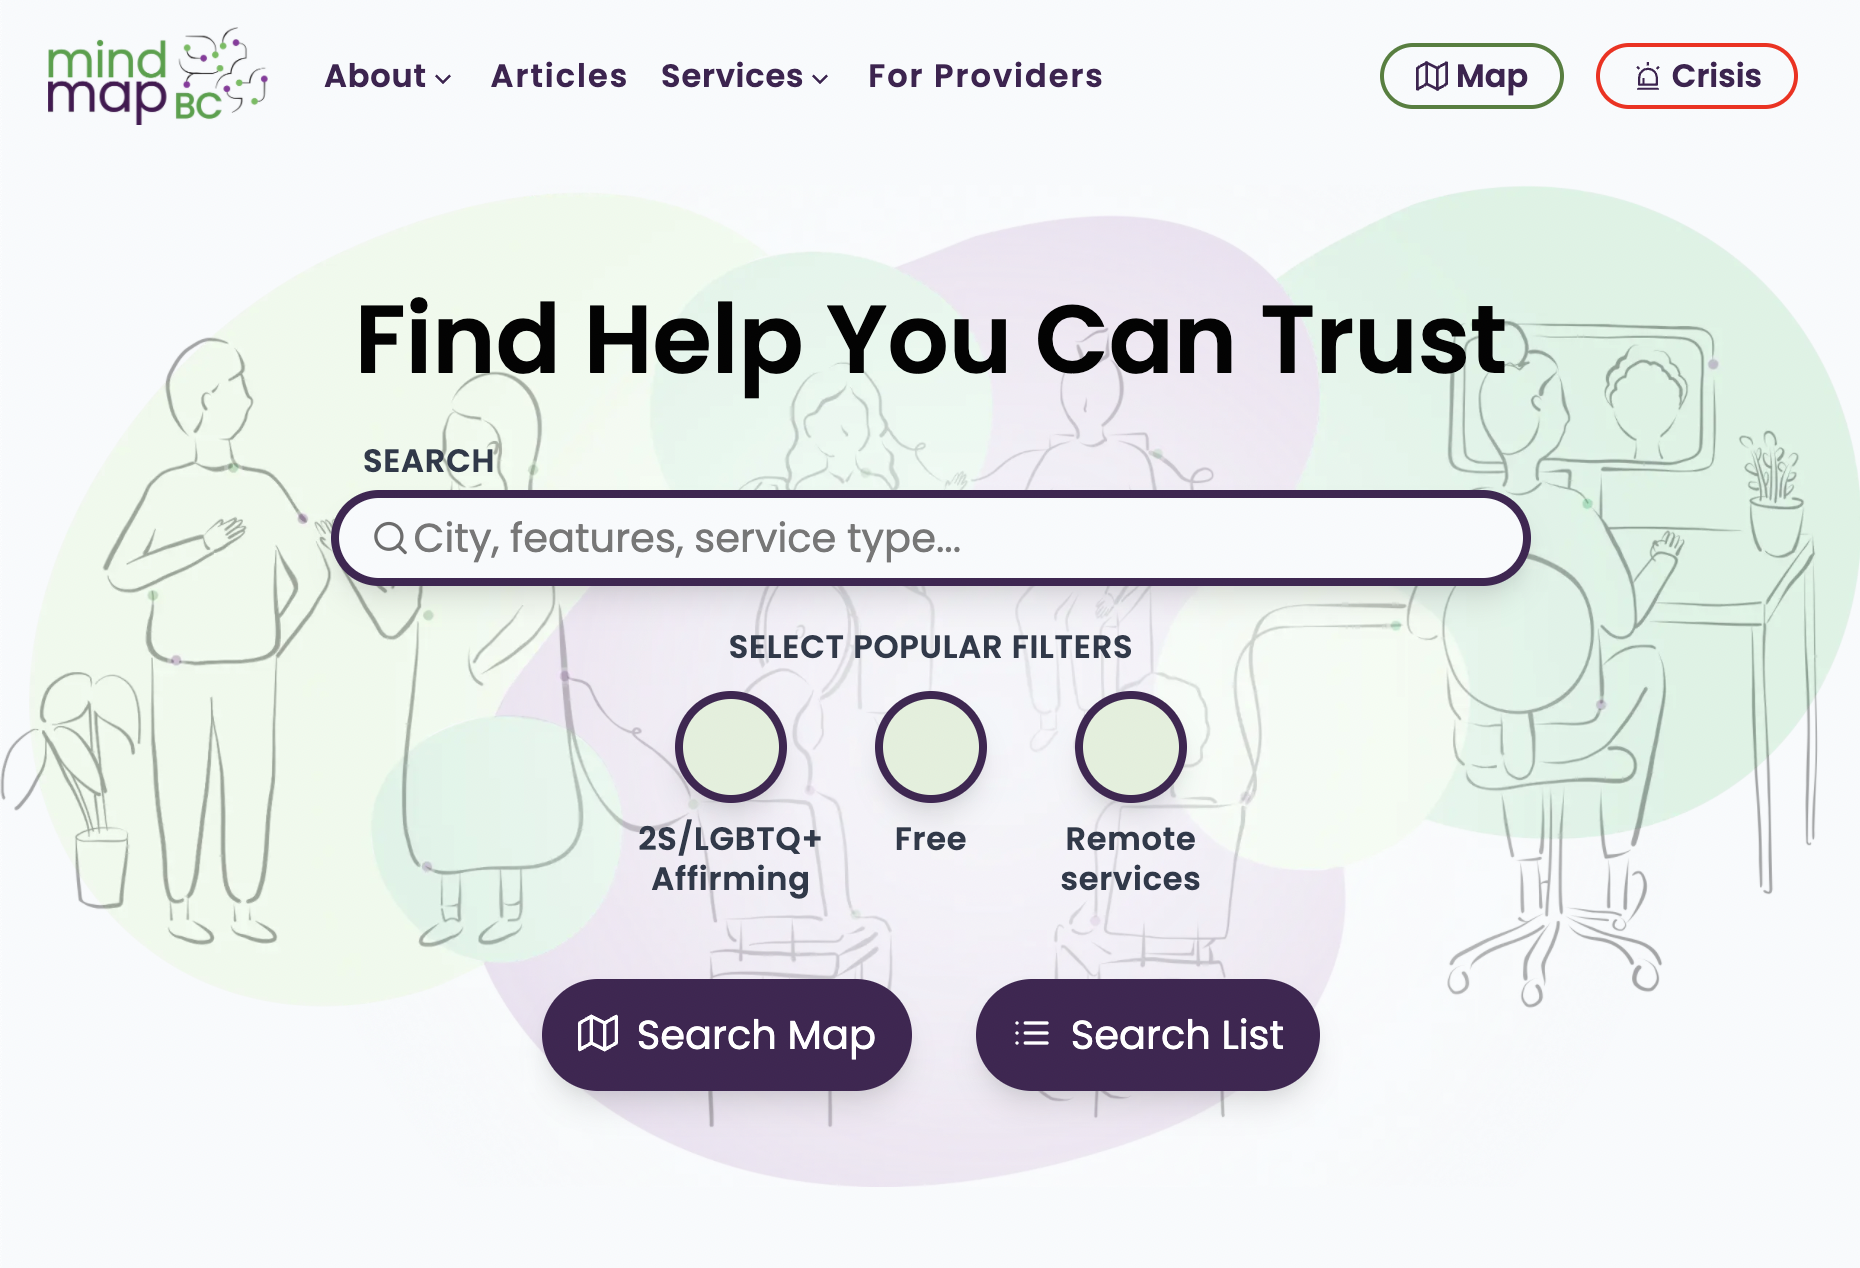 mind
map BC
About
Articles
Services
For Providers
Map
Crisis
Find Help You Can Trust
SEARCH
City, features, service type...
SELECT POPULAR FILTERS
2S/LGBTQ+
Affirming
Free
Remote
services
Search Map
Search List